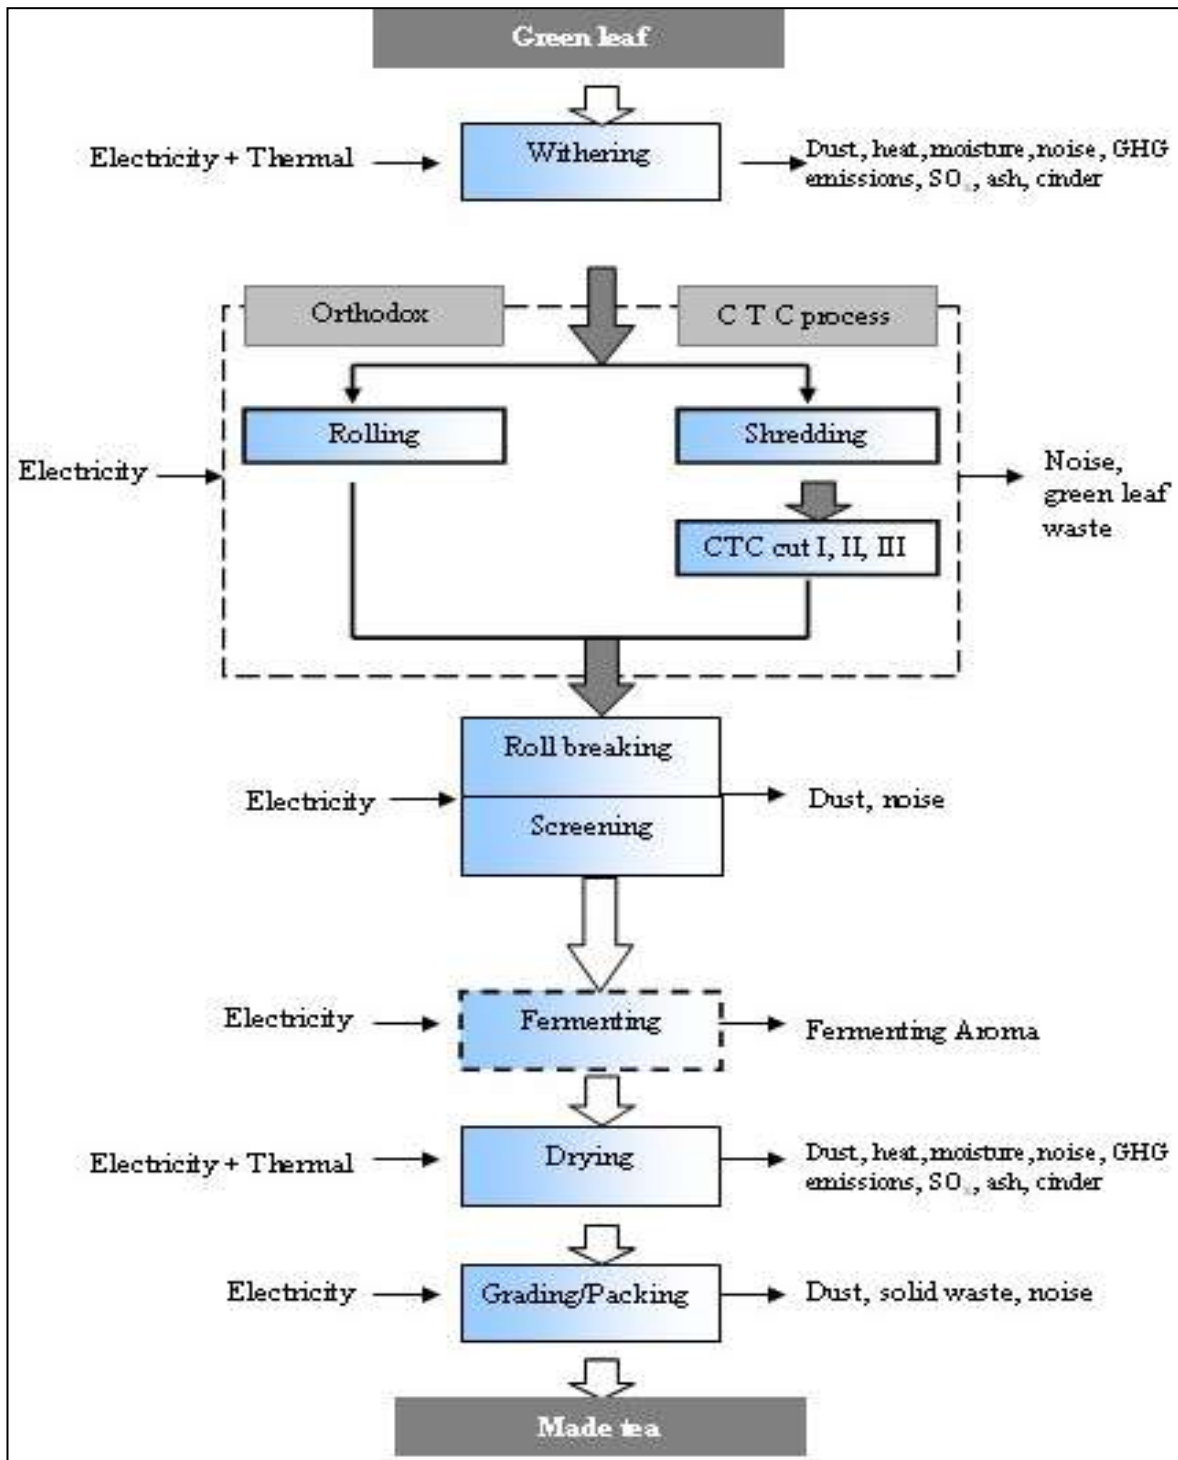 Green leaf
Electricity + Thermal
Withering
Dust, heat, moisture, noise, GHG
emissions, SOₓ, ash, cinder
Orthodox
C T C process
Rolling
Shredding
Electricity
CTC cut I, II, III
Noise,
green leaf
waste
Roll breaking
Electricity
Screening
Dust, noise
Electricity
Fermenting
Fermenting Aroma
Electricity + Thermal
Drying
Dust, heat, moisture, noise, GHG
emissions, SOₓ, ash, cinder
Electricity
Grading/Packing
Dust, solid waste, noise
Made tea